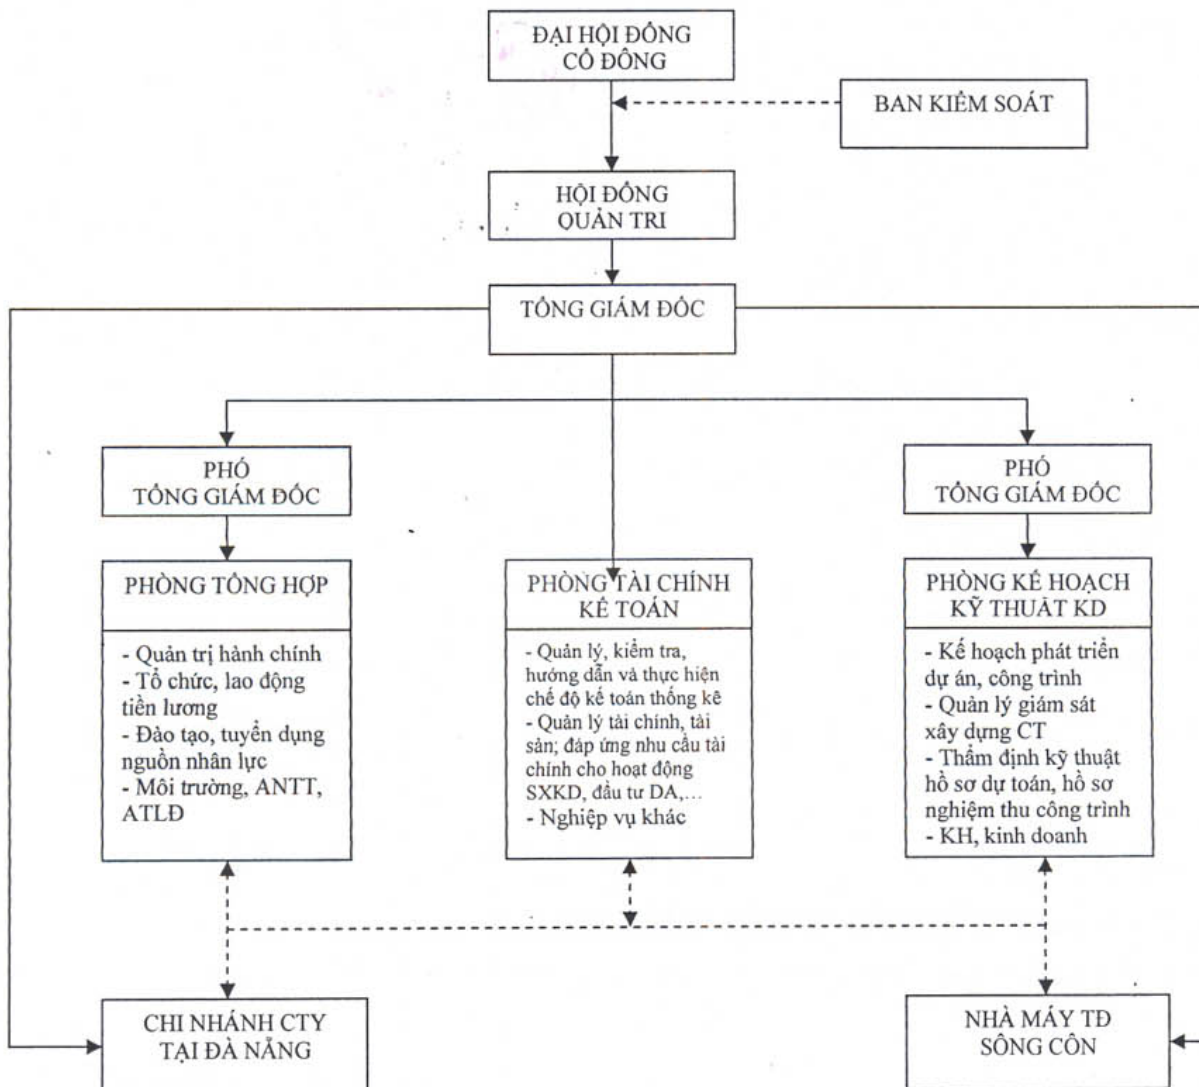 ĐẠI HỘI ĐỒNG
CỔ ĐÔNG
BAN KIỂM SOÁT
HỘI ĐỒNG
QUẢN TRỊ
TỔNG GIÁM ĐỐC
PHÓ
TỔNG GIÁM ĐỐC
PHÓ
TỔNG GIÁM ĐỐC
PHÒNG TỔNG HỢP
- Quản trị hành chính
- Tổ chức, lao động
tiền lương
- Đào tạo, tuyển dụng
nguồn nhân lực
- Môi trường, ANTT,
ATLĐ
PHÒNG TÀI CHÍNH
KẾ TOÁN
- Quản lý, kiểm tra,
hướng dẫn và thực hiện
chế độ kế toán thống kê
- Quản lý tài chính, tài
sản; đáp ứng nhu cầu tài
chính cho hoạt động
SXKD, đầu tư DA,...
- Nghiệp vụ khác
PHÒNG KẾ HOẠCH
KỸ THUẬT KD
- Kế hoạch phát triển
dự án, công trình
- Quản lý giám sát
xây dựng CT
- Thẩm định kỹ thuật
hồ sơ dự toán, hồ sơ
nghiệm thu công trình
- KH, kinh doanh
CHI NHÁNH CTY
TẠI ĐÀ NẴNG
NHÀ MÁY TĐ
SÔNG CÔN